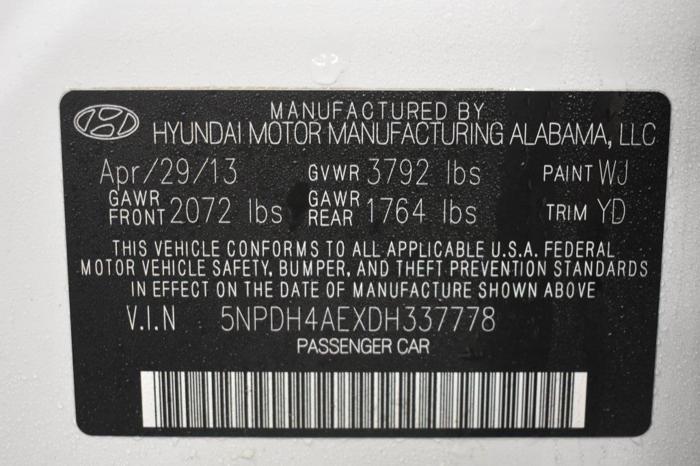 MANUFACTURED BY
HYUNDAI MOTOR MANUFACTURING ALABAMA, LLC
Apr/29/13 GVWR 3792 lbs PAINT WJ
GAWR FRONT 2072 lbs GAWR REAR 1764 lbs TRIM YD
THIS VEHICLE CONFORMS TO ALL APPLICABLE U.S.A. FEDERAL
MOTOR VEHICLE SAFETY, BUMPER, AND THEFT PREVENTION STANDARDS
IN EFFECT ON THE DATE OF MANUFACTURE SHOWN ABOVE
V.I.N 5NPDH4AEXDH337778
PASSENGER CAR